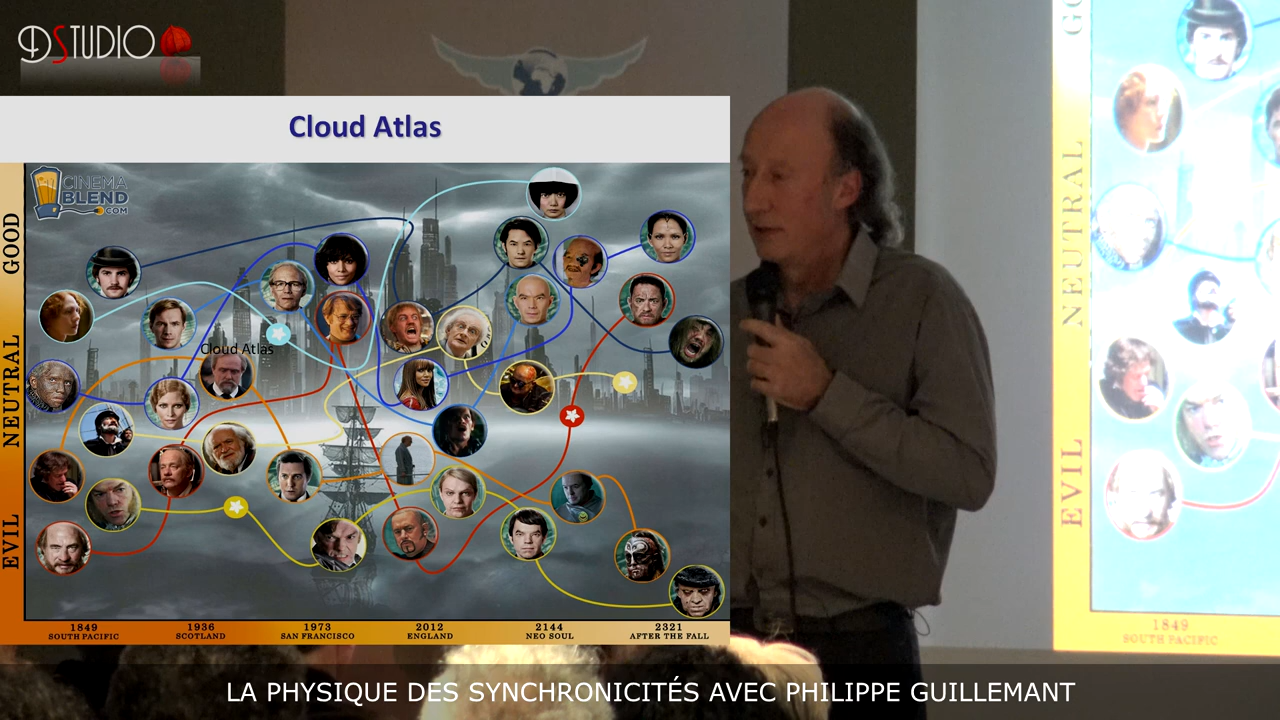 DSTUDIO
Cloud Atlas
CINEMA
BLEND
.COM
GOOD
NEUTRAL
EVIL
Cloud Atlas
1849
SOUTH PACIFIC
1936
SCOTLAND
1973
SAN FRANCISCO
2012
ENGLAND
2144
NEO SOUL
2321
AFTER THE FALL
GO
NEUTRAL
EVIL
1849
SOUTH PACIFIC
LA PHYSIQUE DES SYNCHRONICITÉS AVEC PHILIPPE GUILLEMANT